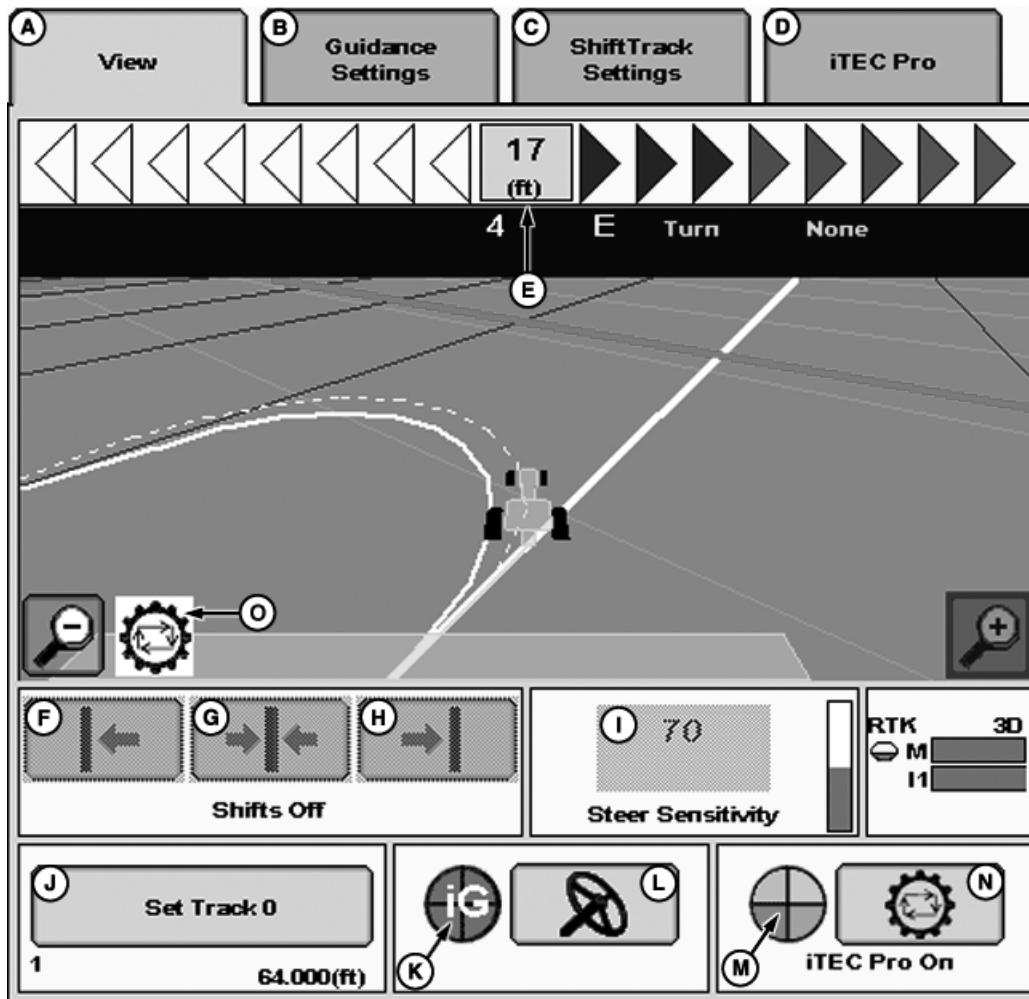 A
View
B
Guidance
Settings
C
ShiftTrack
Settings
D
iTEC Pro
17
(ft)
4 E Turn None
E
O
F
G
H
Shifts Off
I
70
Steer Sensitivity
RTK 3D
M
I1
J
Set Track 0
1
64.000(ft)
iG
K
L
M
N
iTEC Pro On